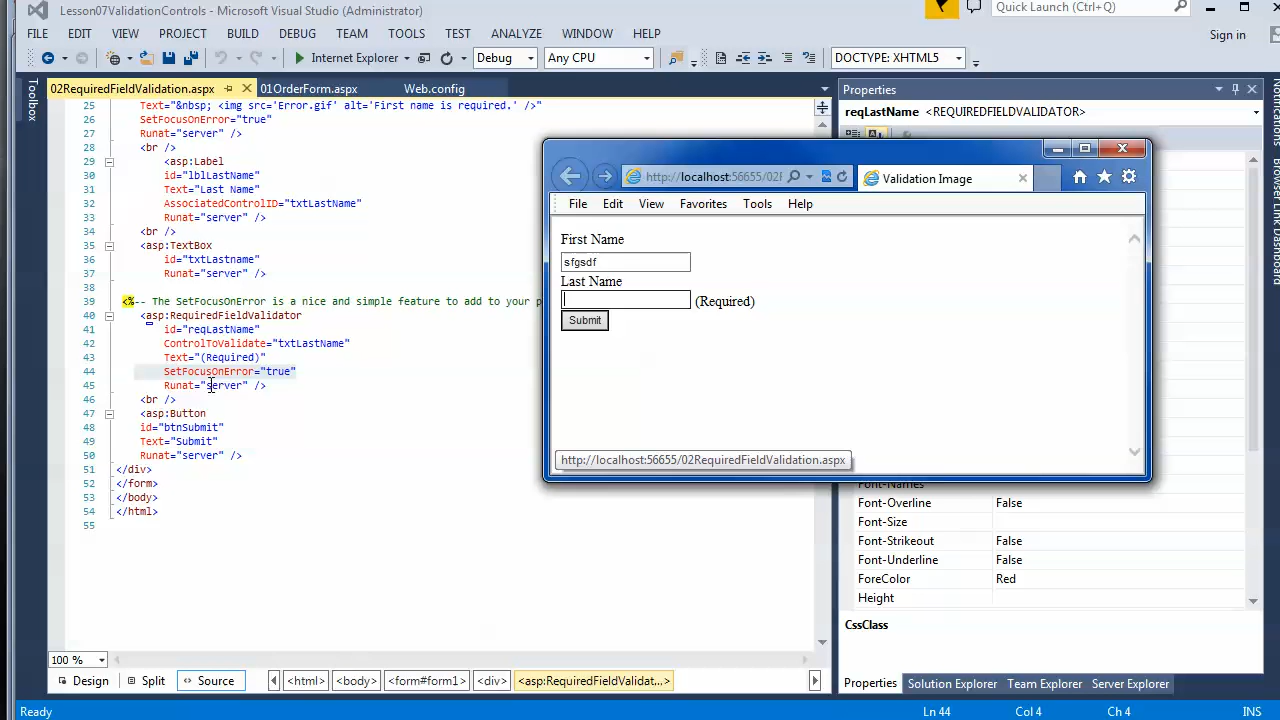 Lesson07ValidationControls - Microsoft Visual Studio (Administrator)
Quick Launch (Ctrl+Q)
FILE EDIT VIEW PROJECT BUILD DEBUG TEAM TOOLS TEST ANALYZE WINDOW HELP
Sign in
Internet Explorer Debug Any CPU DOCTYPE: XHTML5
Toolbox
02RequiredFieldValidation.aspx 01OrderForm.aspx Web.config
25 Text="&nbsp; <img src='Error.gif' alt='First name is required.' />"
26 SetFocusOnError="true"
27 Runat="server" />
28 <br />
29 <asp:Label
30 id="lblLastName"
31 Text="Last Name"
32 AssociatedControlID="txtLastName"
33 Runat="server" />
34 <br />
35 <asp:TextBox
36 id="txtLastname"
37 Runat="server" />
38
39 <%-- The SetFocusOnError is a nice and simple feature to add to your p
40 <asp:RequiredFieldValidator
41 id="reqLastName"
42 ControlToValidate="txtLastName"
43 Text="(Required)"
44 SetFocusOnError="true"
45 Runat="server" />
46 <br />
47 <asp:Button
48 id="btnSubmit"
49 Text="Submit"
50 Runat="server" />
51 </div>
52 </form>
53 </body>
54 </html>
55
100 %
Design Split Source <html> <body> <form#form1> <div> <asp:RequiredFieldValidat...>
Properties
reqLastName <REQUIREDFIELDVALIDATOR>
http://localhost:56655/02F
Validation Image
File Edit View Favorites Tools Help
First Name
sfgsdf
Last Name
(Required)
Submit
http://localhost:56655/02RequiredFieldValidation.aspx
Font-Names
Font-Overline False
Font-Size
Font-Strikeout False
Font-Underline False
ForeColor Red
Height
CssClass
Properties Solution Explorer Team Explorer Server Explorer
Notifications
Browser Link Dashboard
Ready
Ln 44 Col 4 Ch 4 INS